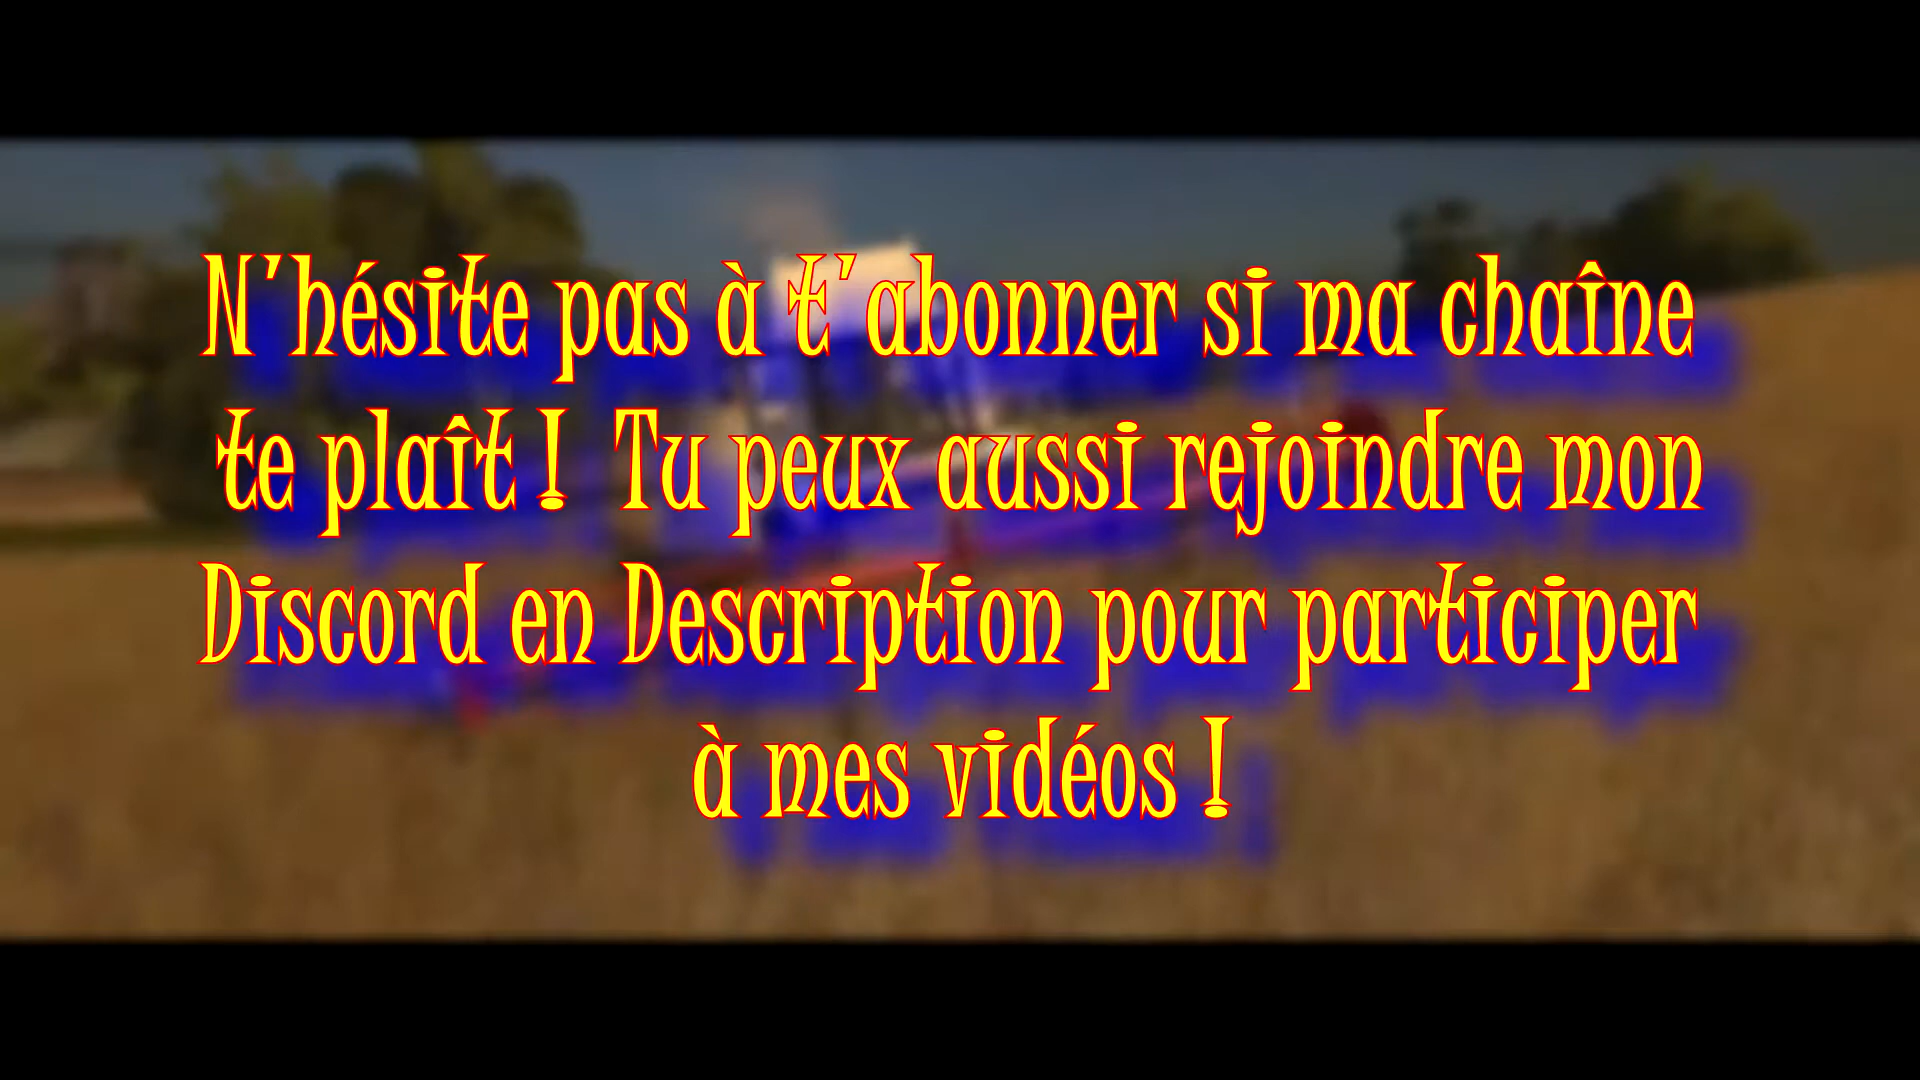 N'hésite pas à t'abonner si ma chaîne
te plaît ! Tu peux aussi rejoindre mon
Discord en Description pour participer
à mes vidéos !